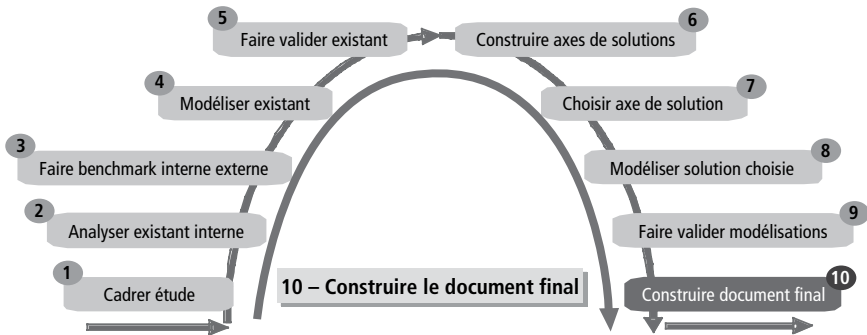 5
Faire valider existant
6
Construire axes de solutions
4
Modéliser existant
7
Choisir axe de solution
3
Faire benchmark interne externe
8
Modéliser solution choisie
2
Analyser existant interne
9
Faire valider modélisations
1
Cadrer étude
10 – Construire le document final
10
Construire document final